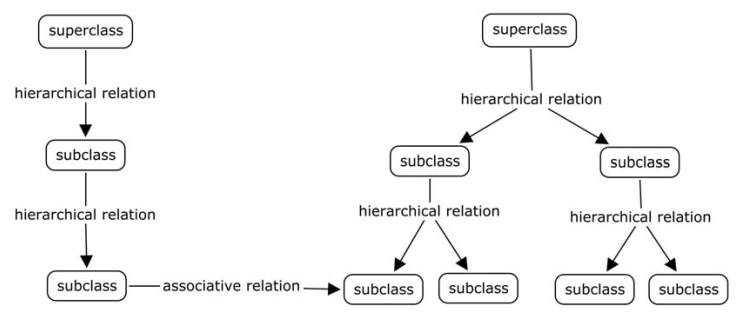 superclass
superclass
hierarchical relation
hierarchical relation
subclass
subclass
subclass
hierarchical relation
hierarchical relation
hierarchical relation
subclass
associative relation
subclass
subclass
subclass
subclass